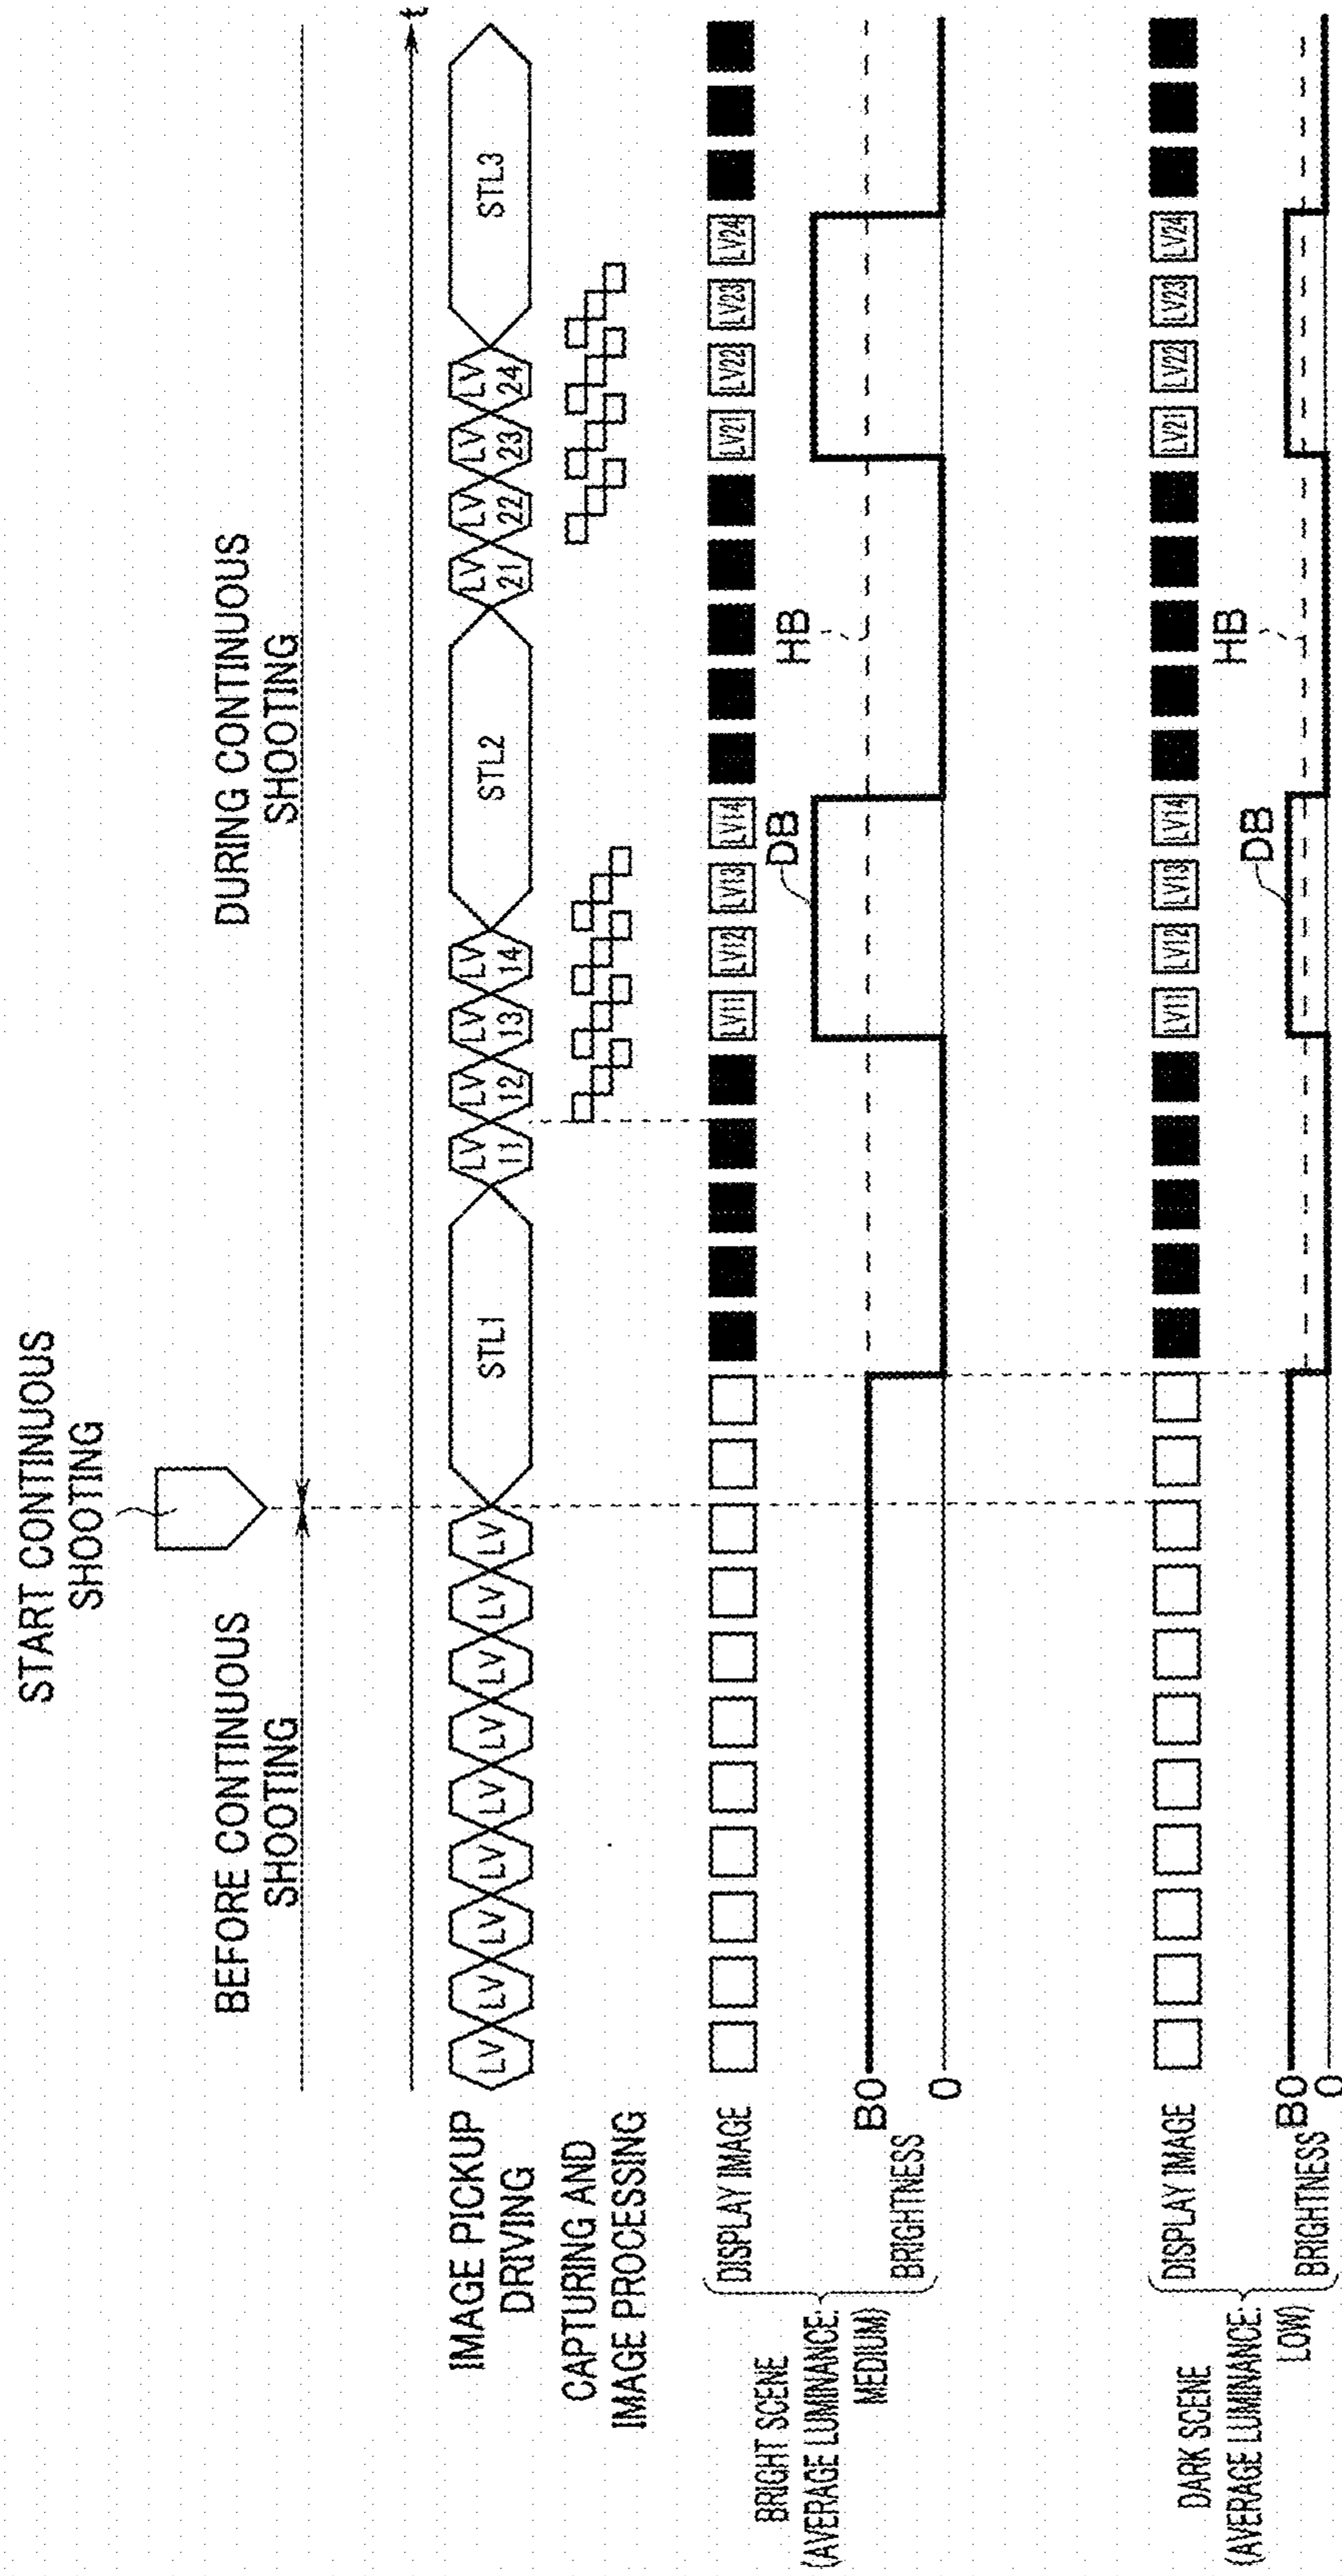 START CONTINUOUS
SHOOTING
BEFORE CONTINUOUS
SHOOTING
DURING CONTINUOUS
SHOOTING
t
IMAGE PICKUP
DRIVING
LV LV LV LV LV LV LV LV LV STL1 LV 11 LV 12 LV 13 LV 14 STL2 LV 21 LV 22 LV 23 LV 24 STL3
CAPTURING AND
IMAGE PROCESSING
BRIGHT SCENE
(AVERAGE LUMINANCE:
MEDIUM)
DISPLAY IMAGE
LV11 LV12 LV13 LV14 LV21 LV22 LV23 LV24
DB
HB
B0
BRIGHTNESS
0
DARK SCENE
(AVERAGE LUMINANCE:
LOW)
DISPLAY IMAGE
LV11 LV12 LV13 LV14 LV21 LV22 LV23 LV24
DB
HB
B0
BRIGHTNESS
0